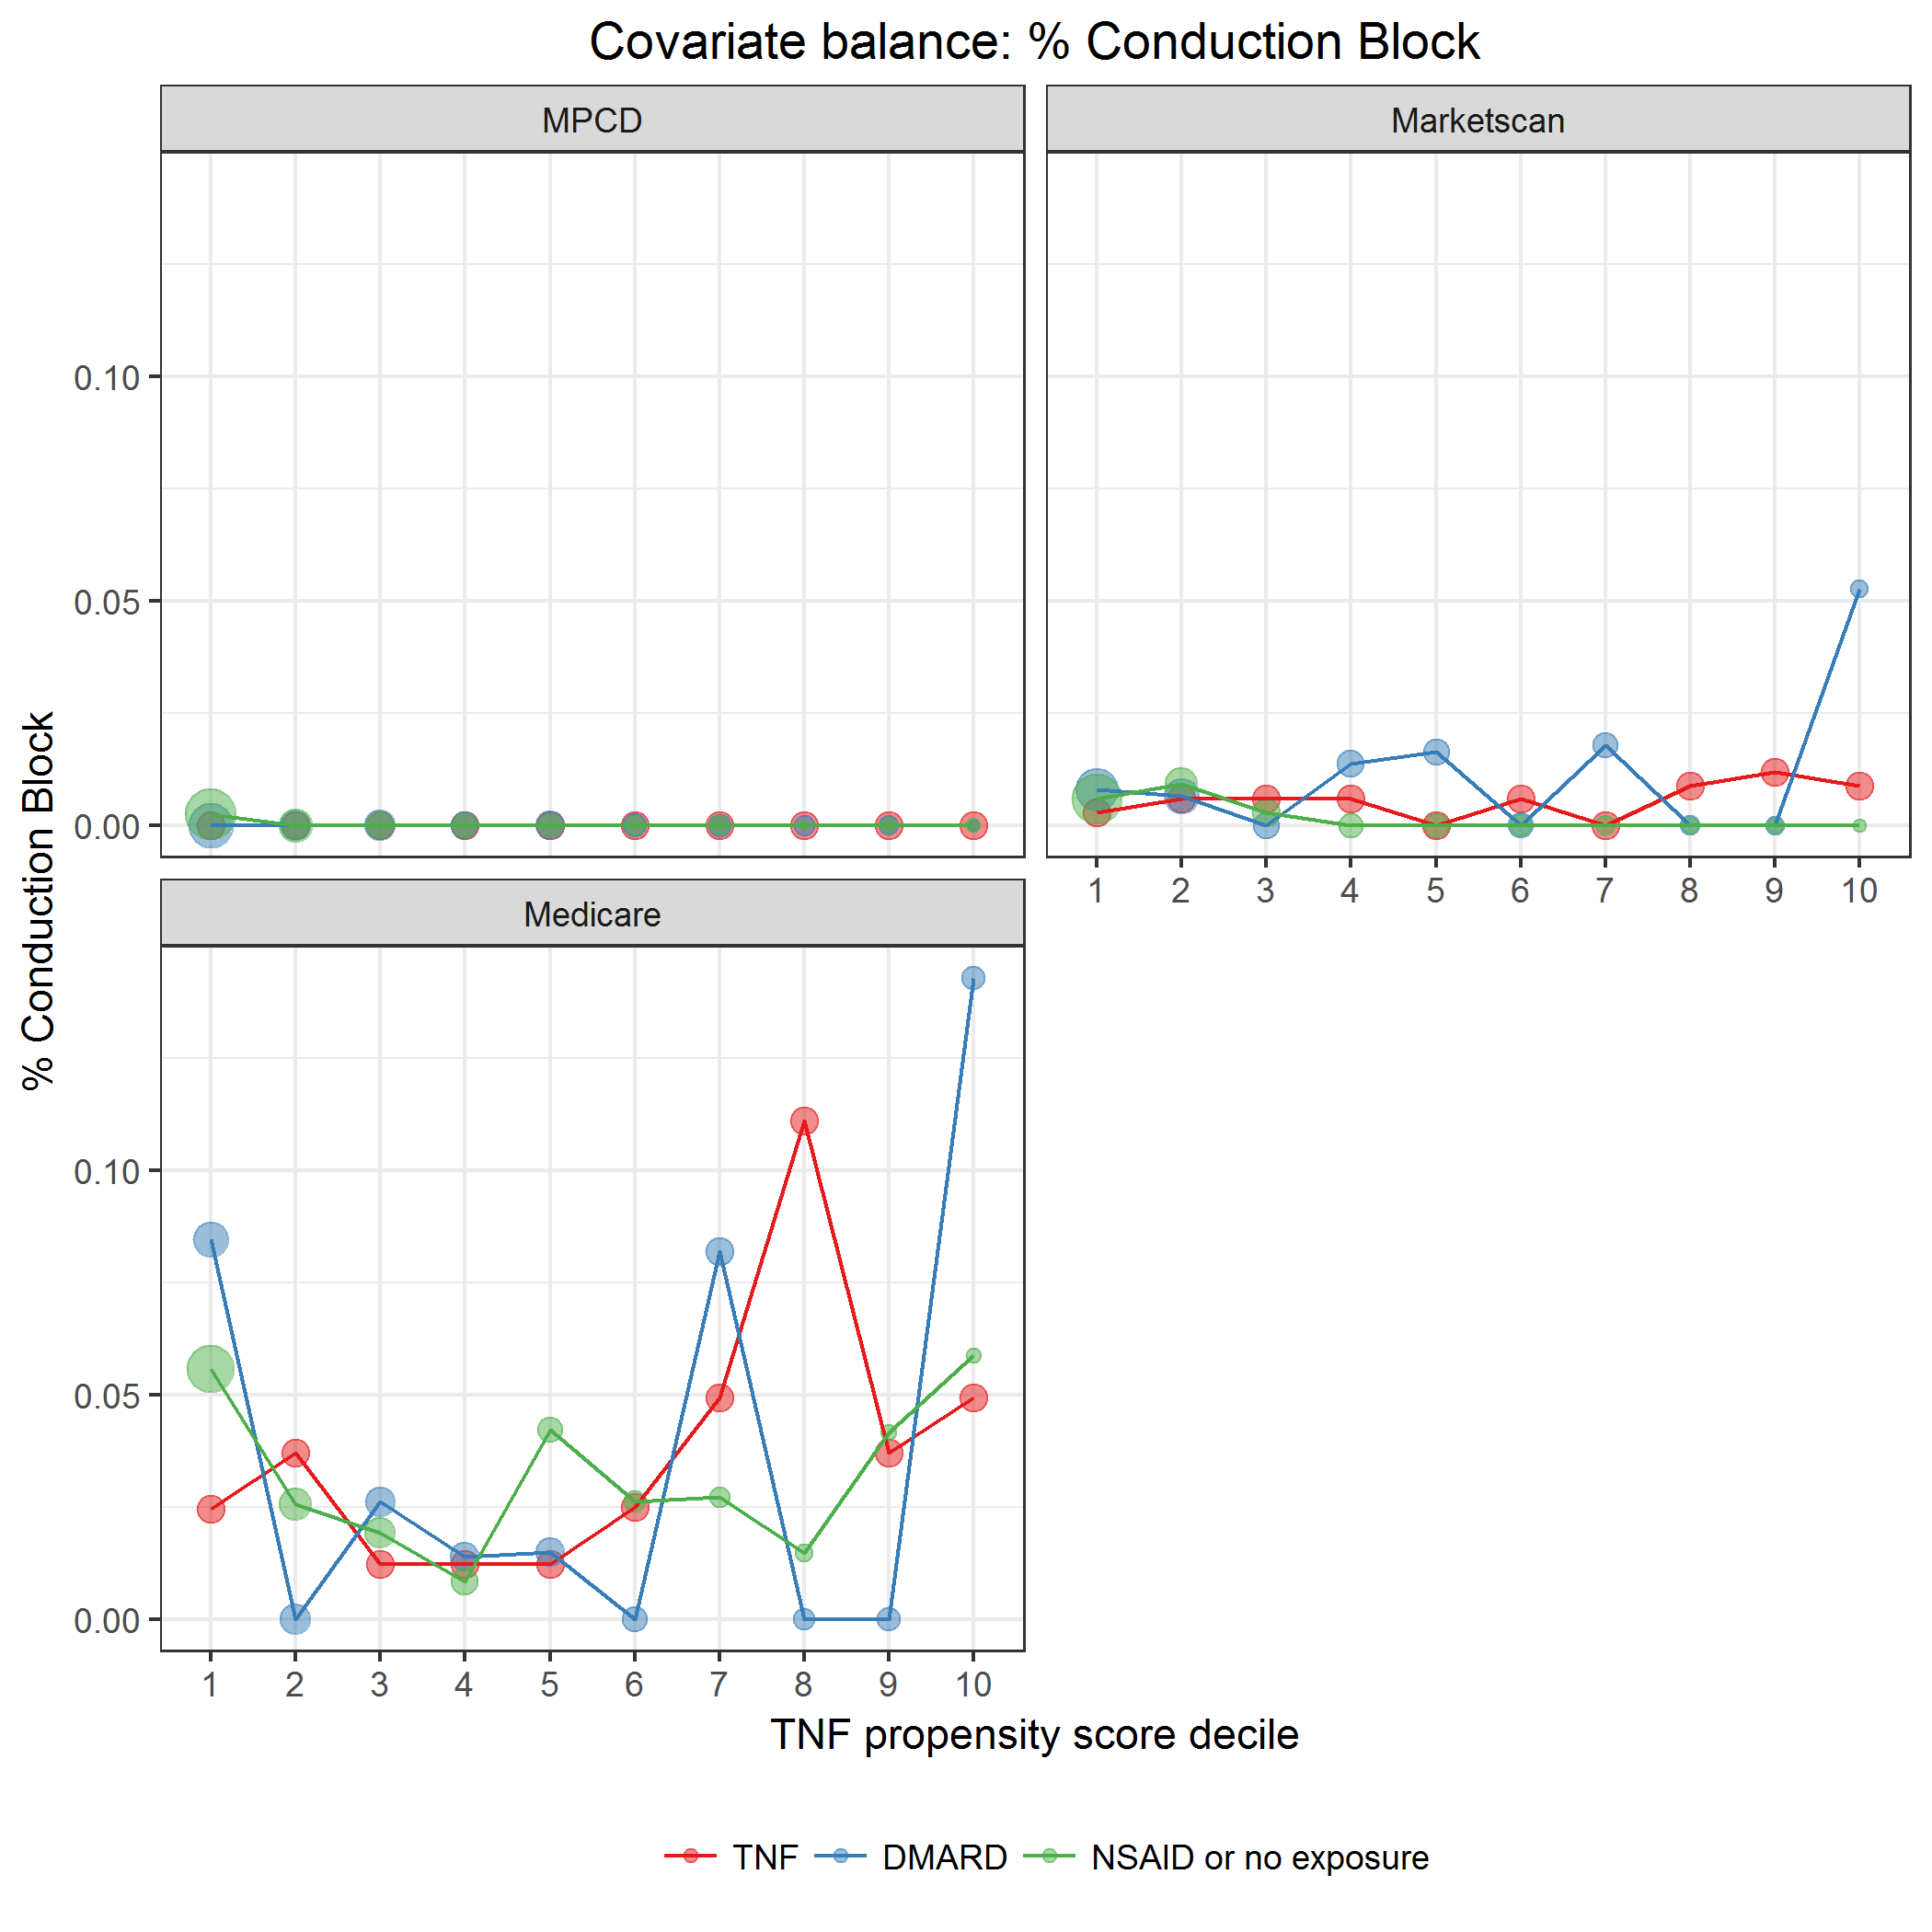 Covariate balance: % Conduction Block
MPCD
Marketscan
0.10
0.05
0.00
1 2 3 4 5 6 7 8 9 10
Medicare
% Conduction Block
0.10
0.05
0.00
1 2 3 4 5 6 7 8 9 10
TNF propensity score decile
TNF DMARD NSAID or no exposure